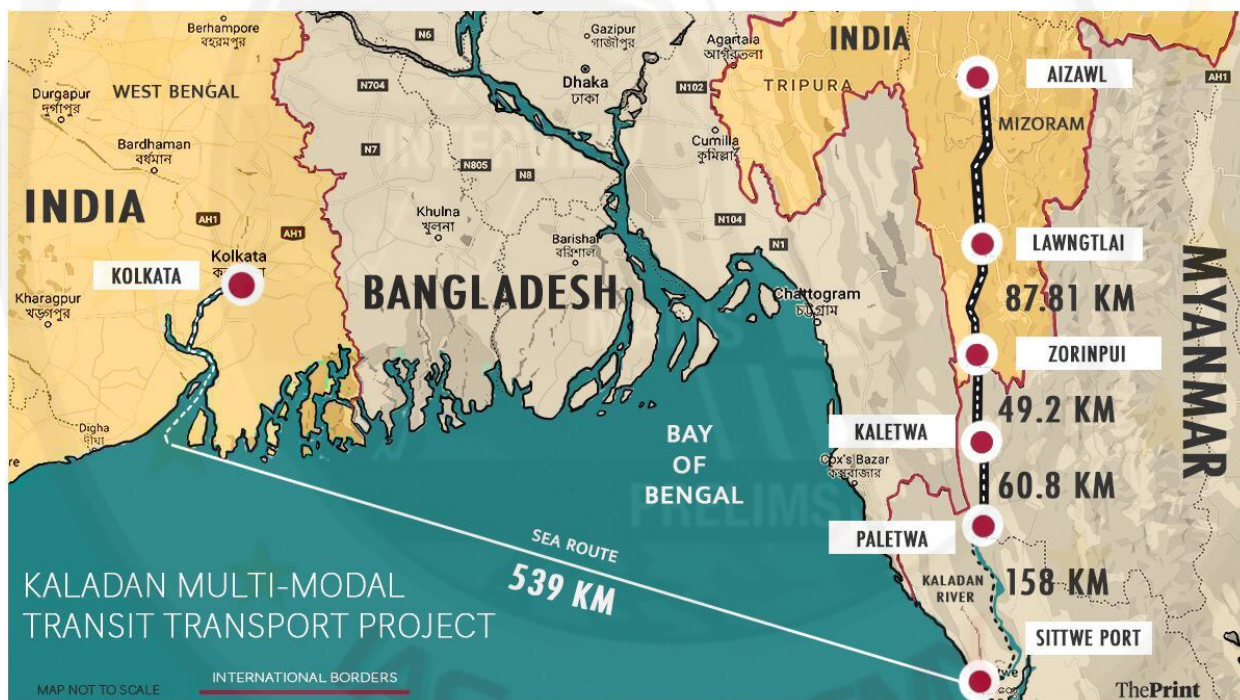 Berhampore
বহরমপুর
N6
Gazipur
গাজীপুর
Agartala
আগরতলা
INDIA
AIZAWL
AH1
Durgapur
দুর্গাপুর
WEST BENGAL
N704
Dhaka
ঢাকা
N102
TRIPURA
MIZORAM
Bardhaman
বর্ধমান
N7
N805
N8
Cumilla
কুমিল্লা
INDIA
AH1
AH1
Khulna
খুলনা
Barishal
বরিশাল
N104
N1
LAWNGTLAI
KOLKATA
Kolkata
BANGLADESH
Chattogram
চট্টগ্রাম
87.81 KM
MYANMAR
Kharagpur
খড়্গপুর
ZORINPUI
49.2 KM
Digha
দীঘা
BAY
OF
BENGAL
KALETWA
Cox's Bazar
কক্সবাজার
60.8 KM
PRELIMS
PALETWA
SEA ROUTE
539 KM
KALADAN
RIVER
158 KM
KALADAN MULTI-MODAL
TRANSIT TRANSPORT PROJECT
SITTWE PORT
INTERNATIONAL BORDERS
MAP NOT TO SCALE
ThePrint